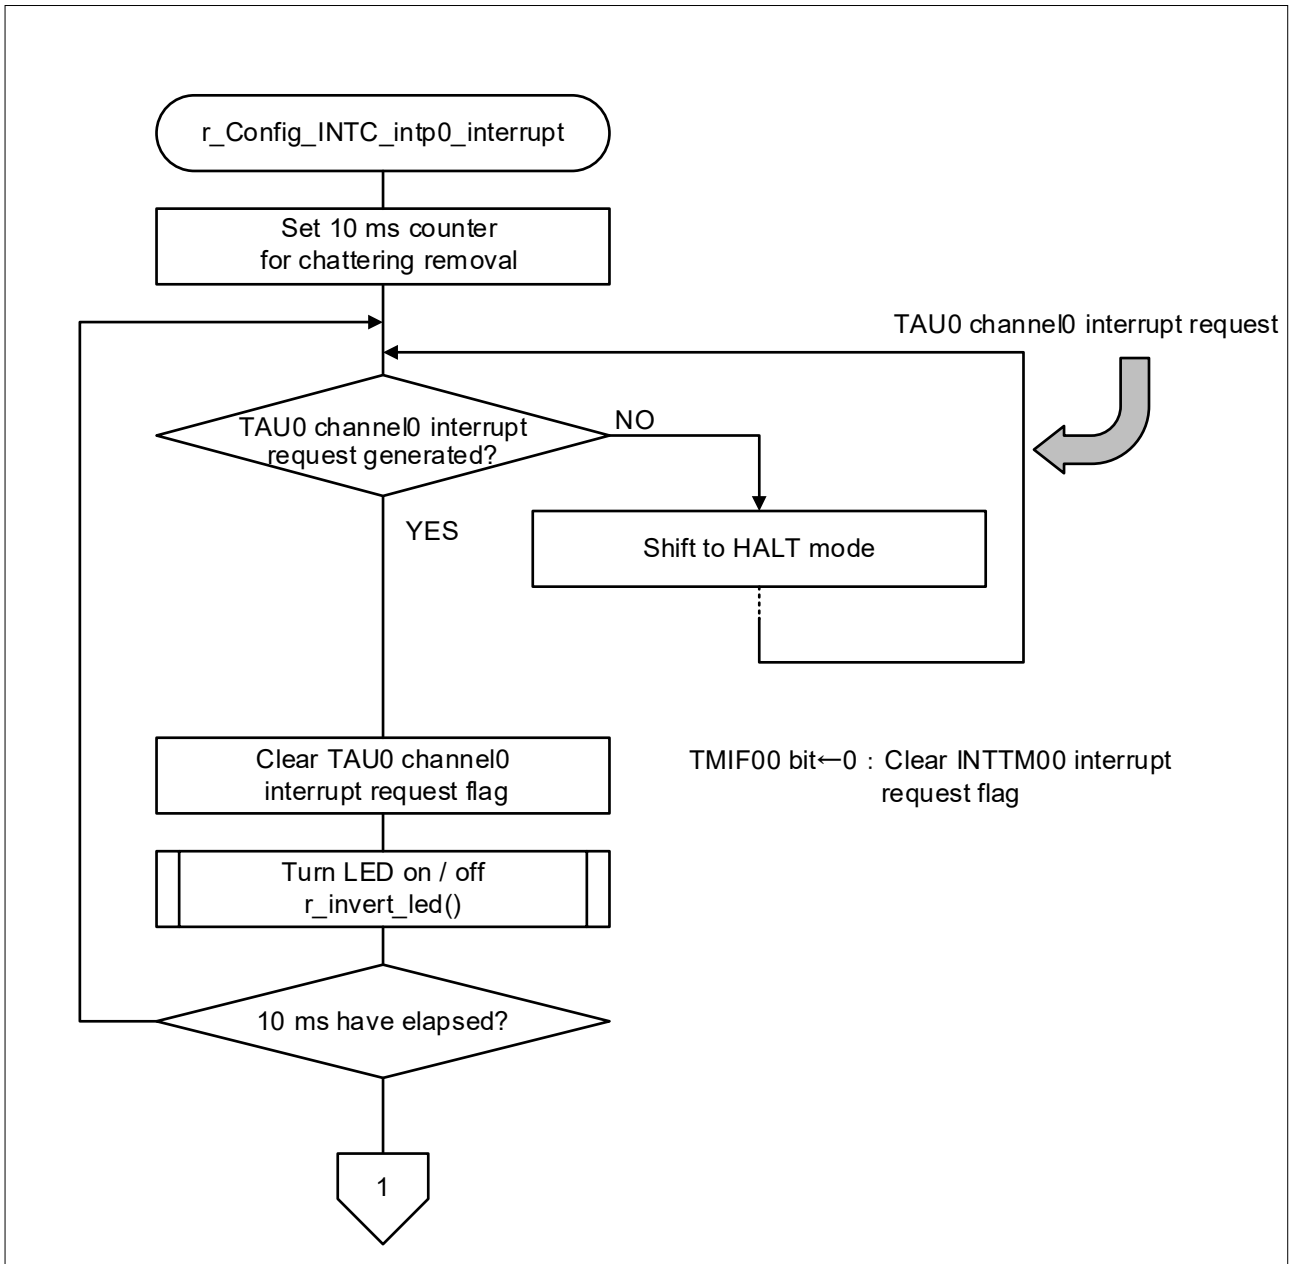 r_Config_INTC_intp0_interrupt
Set 10 ms counter
for chattering removal
TAU0 channel0 interrupt request
TAU0 channel0 interrupt
request generated?
NO
YES
Shift to HALT mode
Clear TAU0 channel0
interrupt request flag
TMIF00 bit←0 : Clear INTTM00 interrupt
request flag
Turn LED on / off
r_invert_led()
10 ms have elapsed?
1